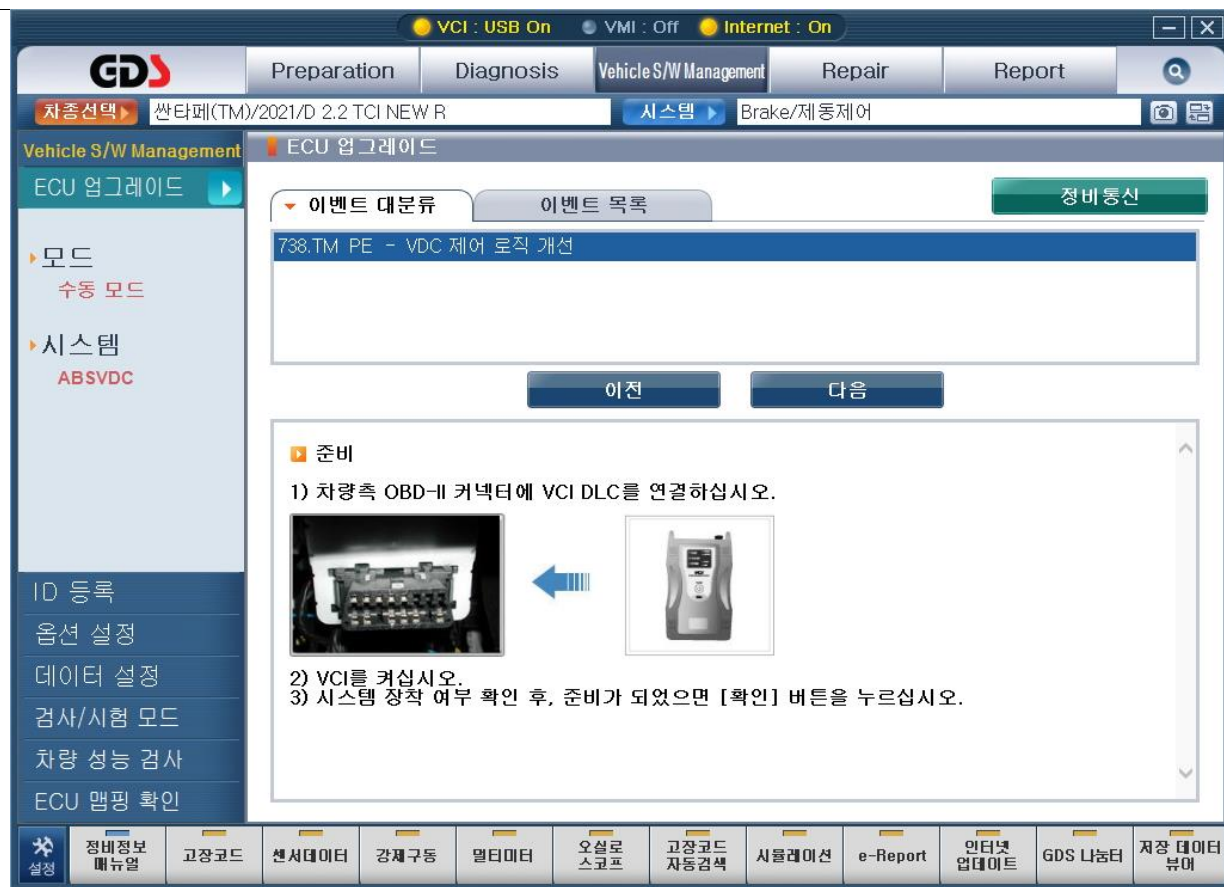 VCI : USB On VMI : Off Internet : On
GDS Preparation Diagnosis Vehicle S/W Management Repair Report
차종선택 싼타페(TM)/2021/D 2.2 TCI NEW R 시스템 Brake/제동제어
Vehicle S/W Management
ECU 업그레이드
ECU 업그레이드
모드
수동 모드
시스템
ABSVDC
이벤트 대분류 이벤트 목록 정비통신
738.TM PE - VDC 제어 로직 개선
이전 다음
준비
1) 차량측 OBD-II 커넥터에 VCI DLC를 연결하십시오.
2) VCI를 켜십시오.
3) 시스템 장착 여부 확인 후, 준비가 되었으면 [확인] 버튼을 누르십시오.
ID 등록
옵션 설정
데이터 설정
검사/시험 모드
차량 성능 검사
ECU 맵핑 확인
설정
정비정보
매뉴얼
고장코드
센서데이터
강제구동
멀티미터
오실로
스코프
고장코드
자동검색
시뮬레이션
e-Report
인터넷
업데이트
GDS 나눔터
저장 데이터
뷰어